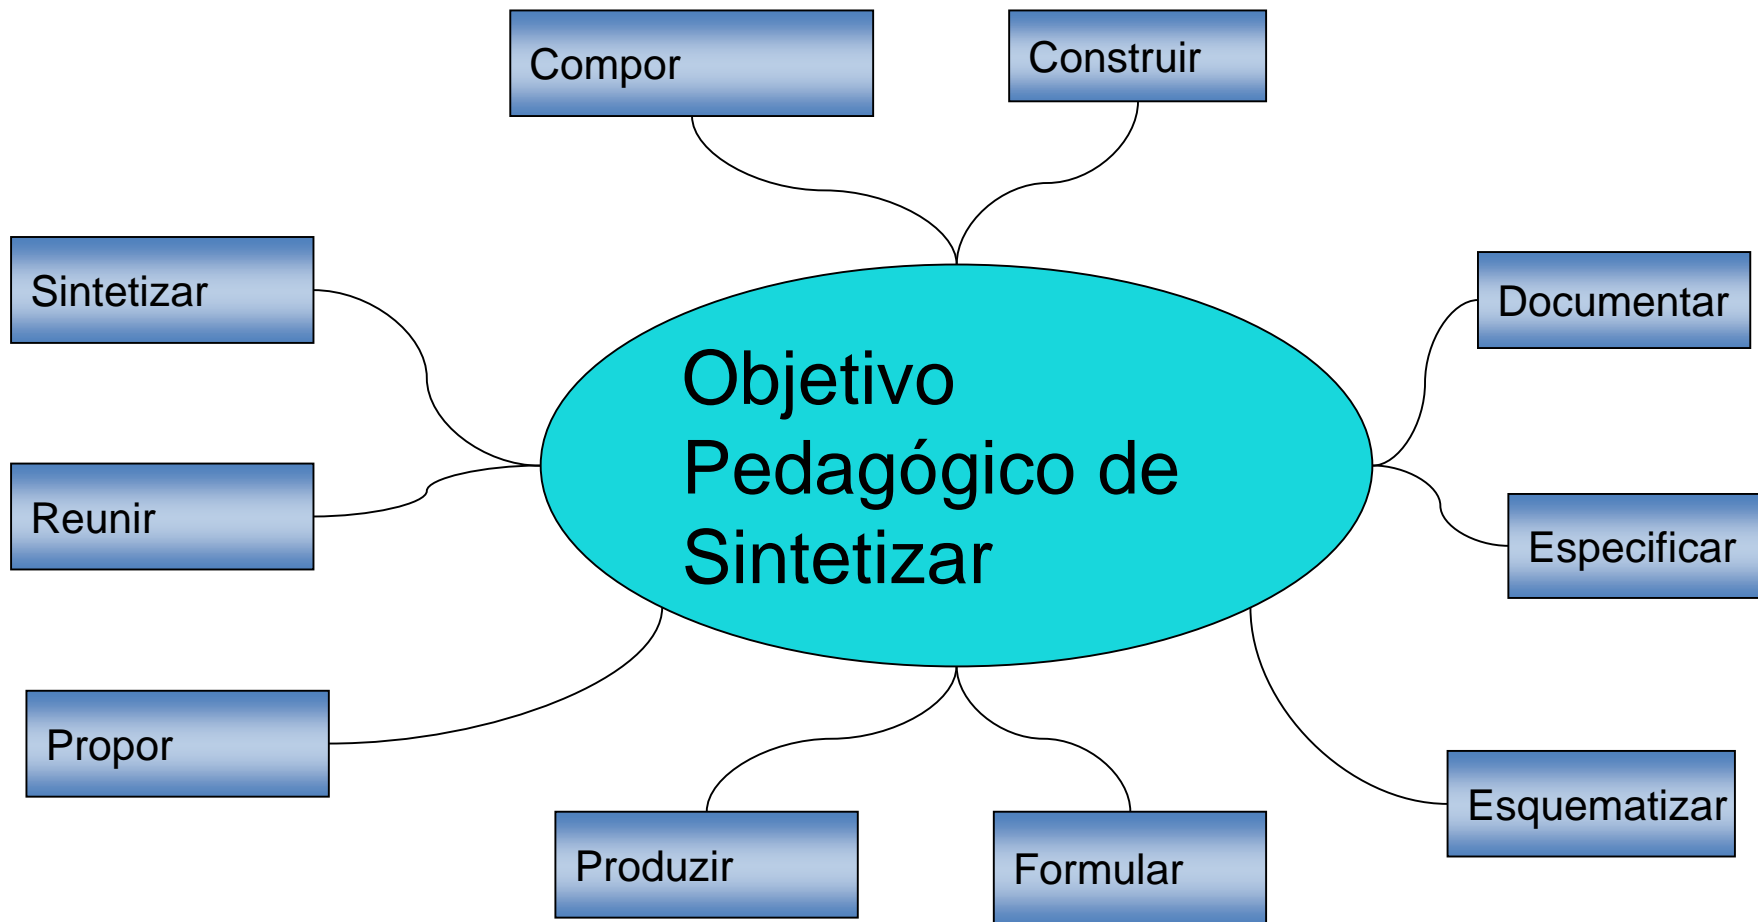 Compor
Construir
Sintetizar
Documentar
Objetivo
Pedagógico de
Sintetizar
Reunir
Especificar
Propor
Esquematizar
Produzir
Formular